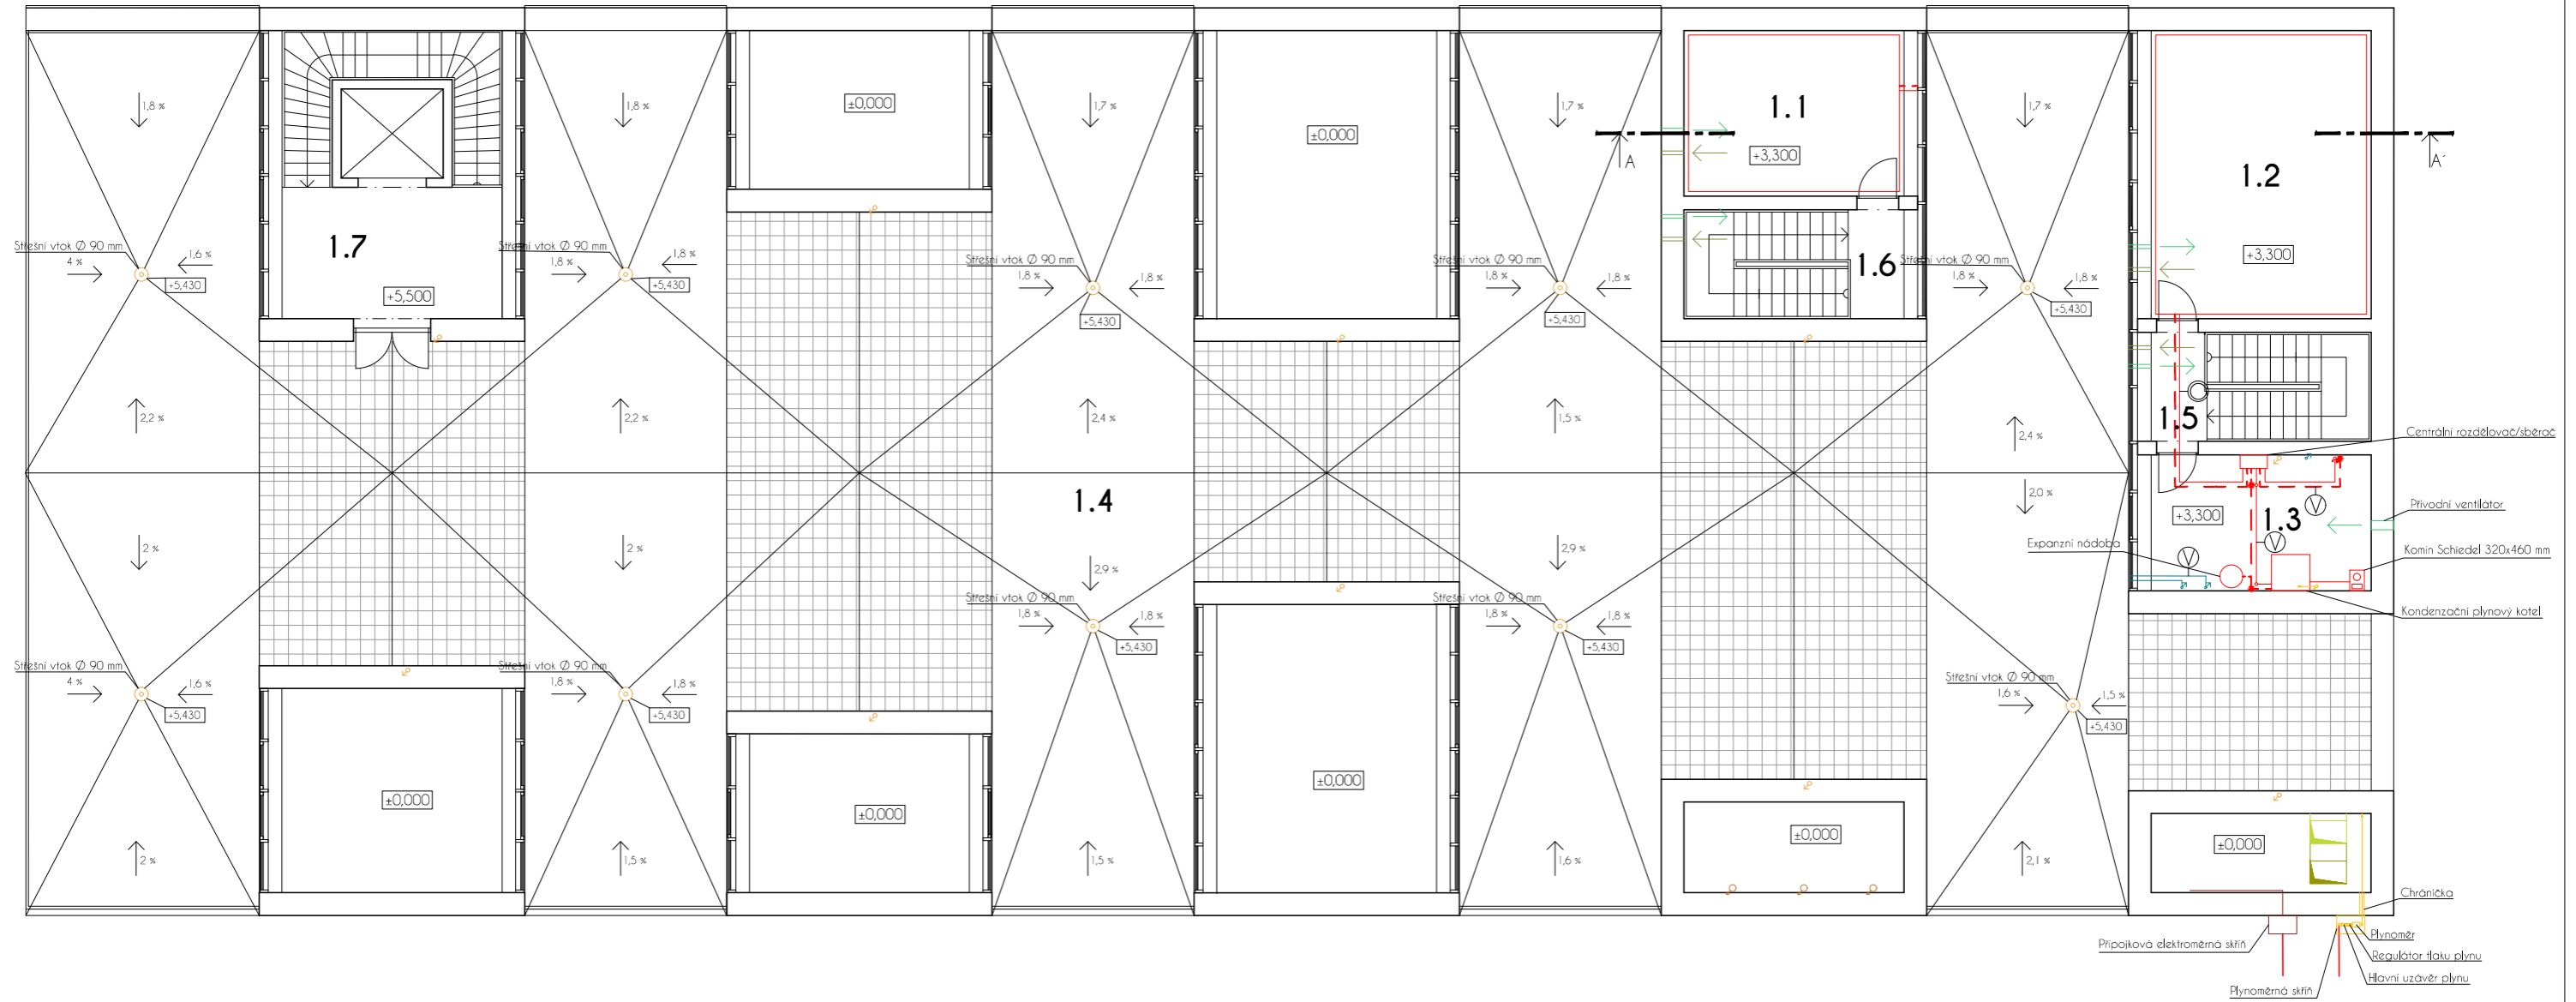 1,8 %
1,8 %
±0,000
1,7 %
±0,000
1,7 %
1.1
+3,300
1,7 %
A
A´
1.2
1.7
Střešní vtok Ø 90 mm
4 %
1,6 %
+5,430
+5,500
Střešní vtok Ø 90 mm
1,8 %
1,8 %
+5,430
Střešní vtok Ø 90 mm
1,8 %
1,8 %
+5,430
Střešní vtok Ø 90 mm
1,8 %
1,8 %
+5,430
1.6
Střešní vtok Ø 90 mm
1,8 %
1,8 %
+5,430
+3,300
2,2 %
2,2 %
2,4 %
1,5 %
2,4 %
1.5
Centrální rozdělovač/sběrač
1.4
2,0 %
+3,300
1.3
V
V
V
Přívodní ventilátor
Expanzní nádoba
Komín Schiedel 320x460 mm
Kondenzační plynový kotel
2 %
2 %
2,9 %
2,9 %
Střešní vtok Ø 90 mm
1,8 %
1,8 %
+5,430
Střešní vtok Ø 90 mm
1,8 %
1,8 %
+5,430
Střešní vtok Ø 90 mm
4 %
1,6 %
+5,430
Střešní vtok Ø 90 mm
1,8 %
1,8 %
+5,430
Střešní vtok Ø 90 mm
1,6 %
1,5 %
+5,430
±0,000
±0,000
±0,000
±0,000
±0,000
2 %
1,5 %
1,5 %
1,6 %
2,1 %
Chránička
Plynoměr
Přípojková elektroměrná skříň
Regulátor tlaku plynu
Hlavní uzávěr plynu
Plynoměrná skříň